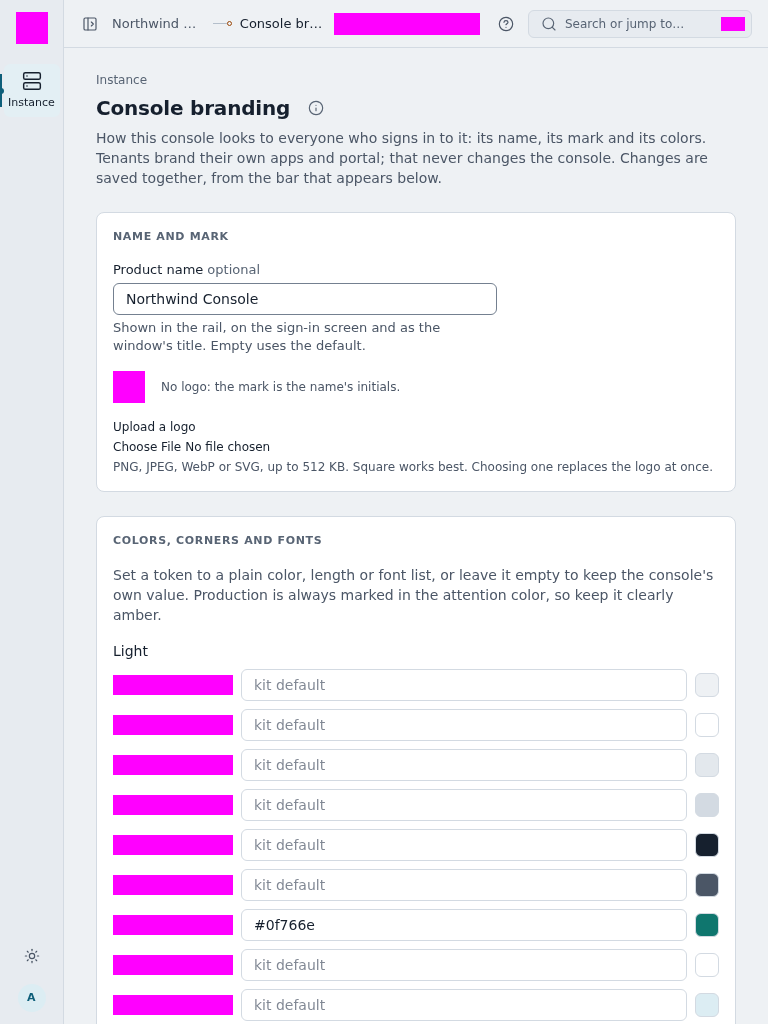 Northwind ...
Console br...
Search or jump to...
Instance
Instance
Console branding
How this console looks to everyone who signs in to it: its name, its mark and its colors.
Tenants brand their own apps and portal; that never changes the console. Changes are
saved together, from the bar that appears below.
NAME AND MARK
Product name optional
Northwind Console
Shown in the rail, on the sign-in screen and as the
window's title. Empty uses the default.
No logo: the mark is the name's initials.
Upload a logo
Choose File No file chosen
PNG, JPEG, WebP or SVG, up to 512 KB. Square works best. Choosing one replaces the logo at once.
COLORS, CORNERS AND FONTS
Set a token to a plain color, length or font list, or leave it empty to keep the console's
own value. Production is always marked in the attention color, so keep it clearly
amber.
Light
kit default
kit default
kit default
kit default
kit default
kit default
#0f766e
kit default
kit default
A